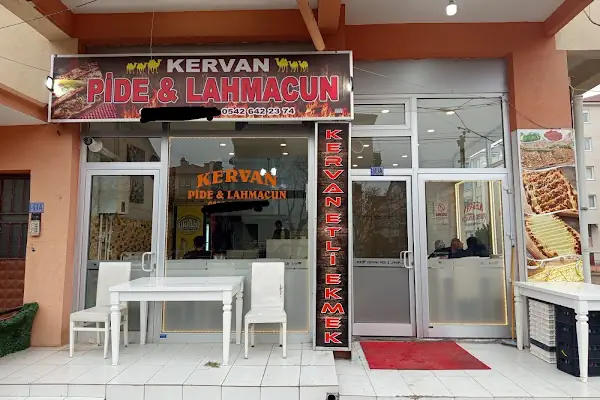 KERVAN
PİDE & LAHMACUN
0542 642 23 74
KERVAN
PİDE & LAHMACUN
KERVAN ETLİ EKMEK